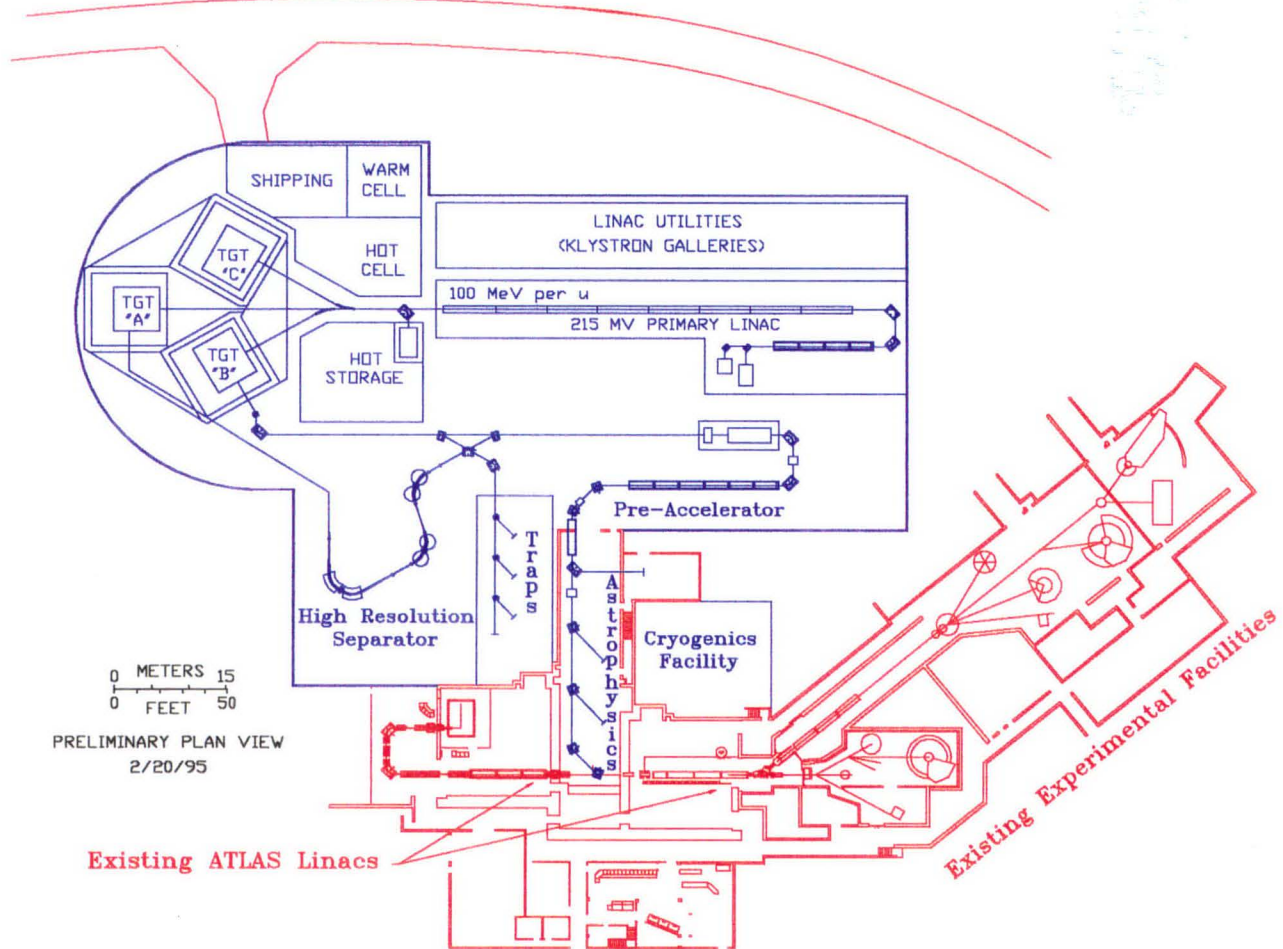 SHIPPING
WARM
CELL
LINAC UTILITIES
(KLYSTRON GALLERIES)
TGT
"C"
HOT
CELL
TGT
"A"
100 MeV per u
215 MV PRIMARY LINAC
TGT
"B"
HOT
STORAGE
Pre-Accelerator
Traps
Astrophysics
High Resolution
Separator
Cryogenics
Facility
0 METERS 15
0 FEET 50
PRELIMINARY PLAN VIEW
2/20/95
Existing ATLAS Linacs
Existing Experimental Facilities